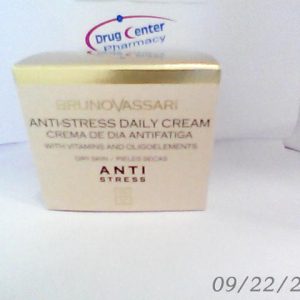 Drug Center
Pharmacy
BRUNOVASSARI
ANTI-STRESS DAILY CREAM
CREMA DE DIA ANTIFATIGA
WITH VITAMINS AND OLIGOELEMENTS
DRY SKIN - PIELES SECAS
ANTI
STRESS
09/22/2